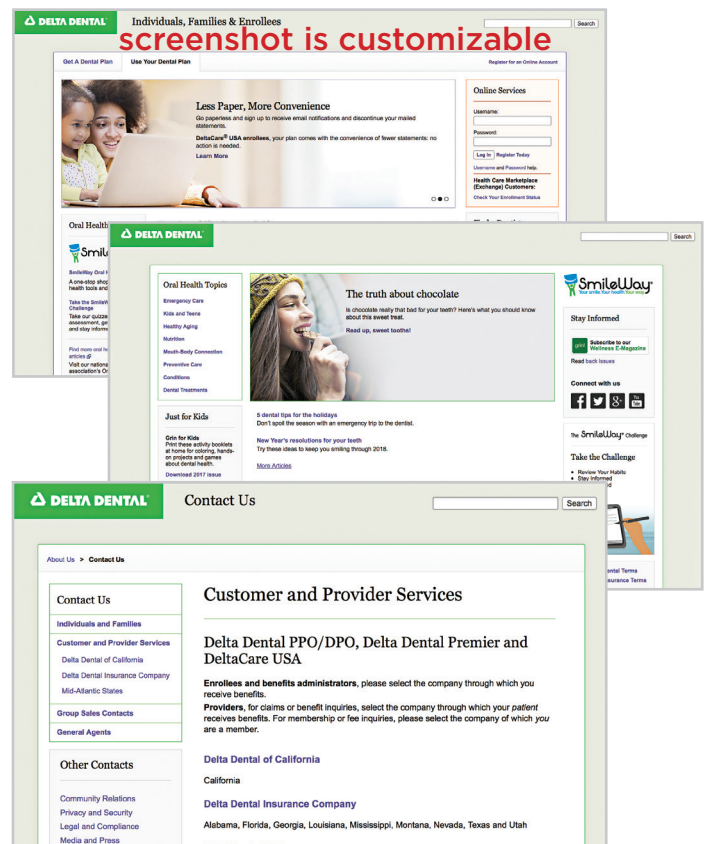 DELTA DENTAL
Individuals, Families & Enrollees
Search
screenshot is customizable
Get A Dental Plan
Use Your Dental Plan
Register for an Online Account
Less Paper, More Convenience
Go paperless and sign up to receive email notifications and discontinue your mailed
statements.
DeltaCare® USA enrollees, your plan comes with the convenience of fewer statements: no
action is needed.
Learn More
Online Services
Username:
Password:
Log In Register Today
Username and Password help.
Health Care Marketplace
(Exchange) Customers:
Check Your Enrollment Status
Oral Health
SmileWay Oral
A one-stop shop
health tools and
Take the
Challenge
Take our quizzes
assessment, get
and stay
Find more oral
articles
Visit our national
association's
DELTA DENTAL
Search
Oral Health Topics
Emergency Care
Kids and Teens
Healthy Aging
Nutrition
Mouth-Body Connection
Preventive Care
Conditions
Dental Treatments
The truth about chocolate
Is chocolate really that bad for your teeth? Here's what you should know
about this sweet treat.
Read up, sweet tooths!
SmileWay
Your smile. Your health. Your way.
Stay Informed
grin!
Subscribe to our
Wellness E-Magazine
Read back issues
Connect with us
Just for Kids
Grin for Kids
Print these activity booklets
at home for coloring, hands-
on projects and games
about dental health.
Download 2017 issue
5 dental tips for the holidays
Don't spoil the season with an emergency trip to the dentist.
New Year's resolutions for your teeth
Try these ideas to keep you smiling through 2018.
More Articles
The SmileWay® Challenge
Take the Challenge
• Review Your Habits
• Stay Informed
ental Terms
surance Terms
DELTA DENTAL
Contact Us
Search
About Us > Contact Us
Contact Us
Individuals and Families
Customer and Provider Services
Delta Dental of California
Delta Dental Insurance Company
Mid-Atlantic States
Group Sales Contacts
General Agents
Other Contacts
Community Relations
Privacy and Security
Legal and Compliance
Media and Press
Customer and Provider Services
Delta Dental PPO/DPO, Delta Dental Premier and
DeltaCare USA
Enrollees and benefits administrators, please select the company through which you
receive benefits.
Providers, for claims or benefit inquiries, select the company through which your patient
receives benefits. For membership or fee inquiries, please select the company of which you
are a member.
Delta Dental of California
California
Delta Dental Insurance Company
Alabama, Florida, Georgia, Louisiana, Mississippi, Montana, Nevada, Texas and Utah